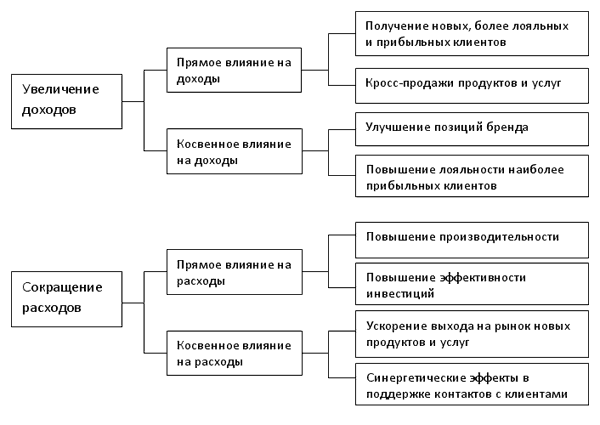 Увеличение
доходов
Прямое влияние на
доходы
Получение новых, более лояльных
и прибыльных клиентов
Кросс-продажи продуктов и услуг
Косвенное влияние
на доходы
Улучшение позиций бренда
Повышение лояльности наиболее
прибыльных клиентов
Сокращение
расходов
Прямое влияние на
расходы
Повышение производительности
Повышение эффективности
инвестиций
Косвенное влияние
на расходы
Ускорение выхода на рынок новых
продуктов и услуг
Синергетические эффекты в
поддержке контактов с клиентами